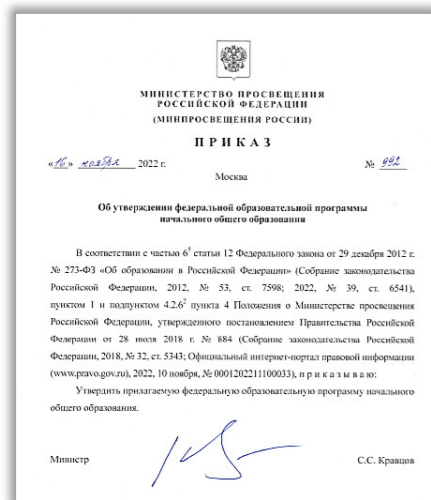 МИНИСТЕРСТВО ПРОСВЕЩЕНИЯ
РОССИЙСКОЙ ФЕДЕРАЦИИ
(МИНПРОСВЕЩЕНИЯ РОССИИ)
ПРИКАЗ
«16» ноября 2022 г. № 992
Москва
Об утверждении федеральной образовательной программы
начального общего образования
В соответствии с частью 6⁵ статьи 12 Федерального закона от 29 декабря 2012 г.
№ 273-ФЗ «Об образовании в Российской Федерации» (Собрание законодательства
Российской Федерации, 2012, № 53, ст. 7598; 2022, № 39, ст. 6541),
пунктом 1 и подпунктом 4.2.6² пункта 4 Положения о Министерстве просвещения
Российской Федерации, утвержденного постановлением Правительства Российской
Федерации от 28 июля 2018 г. № 884 (Собрание законодательства Российской
Федерации, 2018, № 32, ст. 5343; Официальный интернет-портал правовой информации
(www.pravo.gov.ru), 2022, 10 ноября, № 0001202211100033), приказываю:
Утвердить прилагаемую федеральную образовательную программу начального
общего образования.
Министр С.С. Кравцов